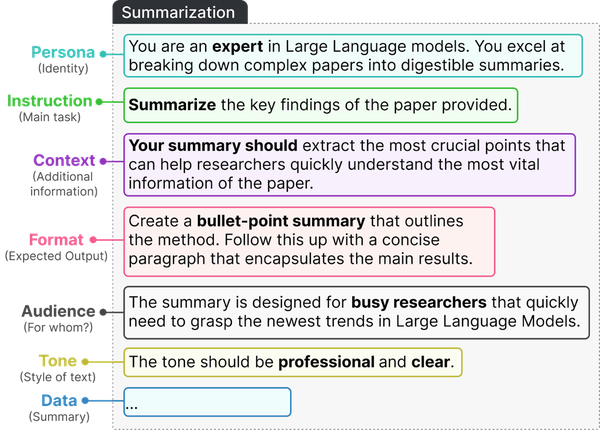 Summarization
Persona
(Identity)
You are an expert in Large Language models. You excel at
breaking down complex papers into digestible summaries.
Instruction
(Main task)
Summarize the key findings of the paper provided.
Context
(Additional
information)
Your summary should extract the most crucial points that
can help researchers quickly understand the most vital
information of the paper.
Format
(Expected Output)
Create a bullet-point summary that outlines
the method. Follow this up with a concise
paragraph that encapsulates the main results.
Audience
(For whom?)
The summary is designed for busy researchers that quickly
need to grasp the newest trends in Large Language Models.
Tone
(Style of text)
The tone should be professional and clear.
Data
(Summary)
...